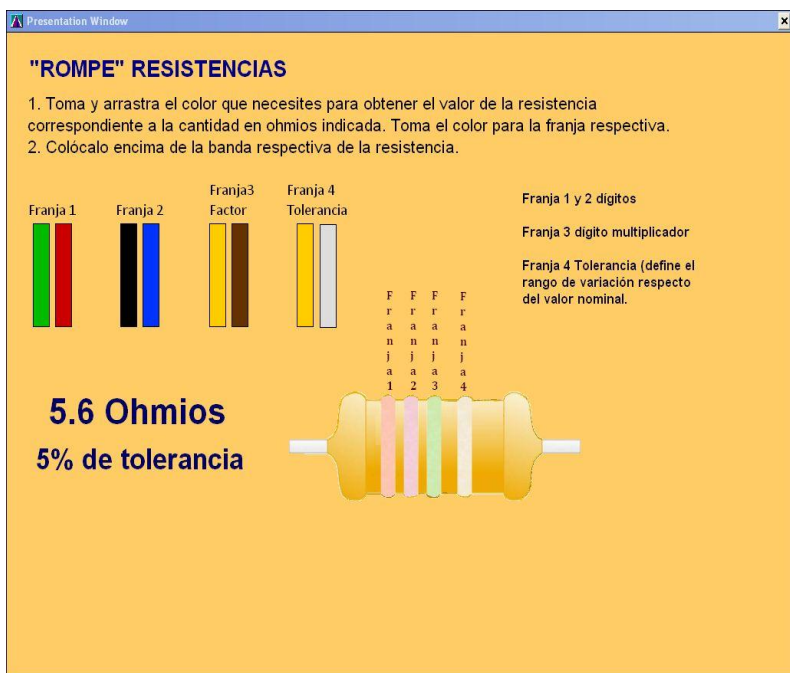 Presentation Window
"ROMPE" RESISTENCIAS
1. Toma y arrastra el color que necesites para obtener el valor de la resistencia
correspondiente a la cantidad en ohmios indicada. Toma el color para la franja respectiva.
2. Colócalo encima de la banda respectiva de la resistencia.
Franja 1
Franja 2
Franja3
Factor
Franja 4
Tolerancia
Franja 1 y 2 dígitos
Franja 3 dígito multiplicador
Franja 4 Tolerancia (define el
rango de variación respecto
del valor nominal.
Franja1
Franja2
Franja3
Franja4
5.6 Ohmios
5% de tolerancia